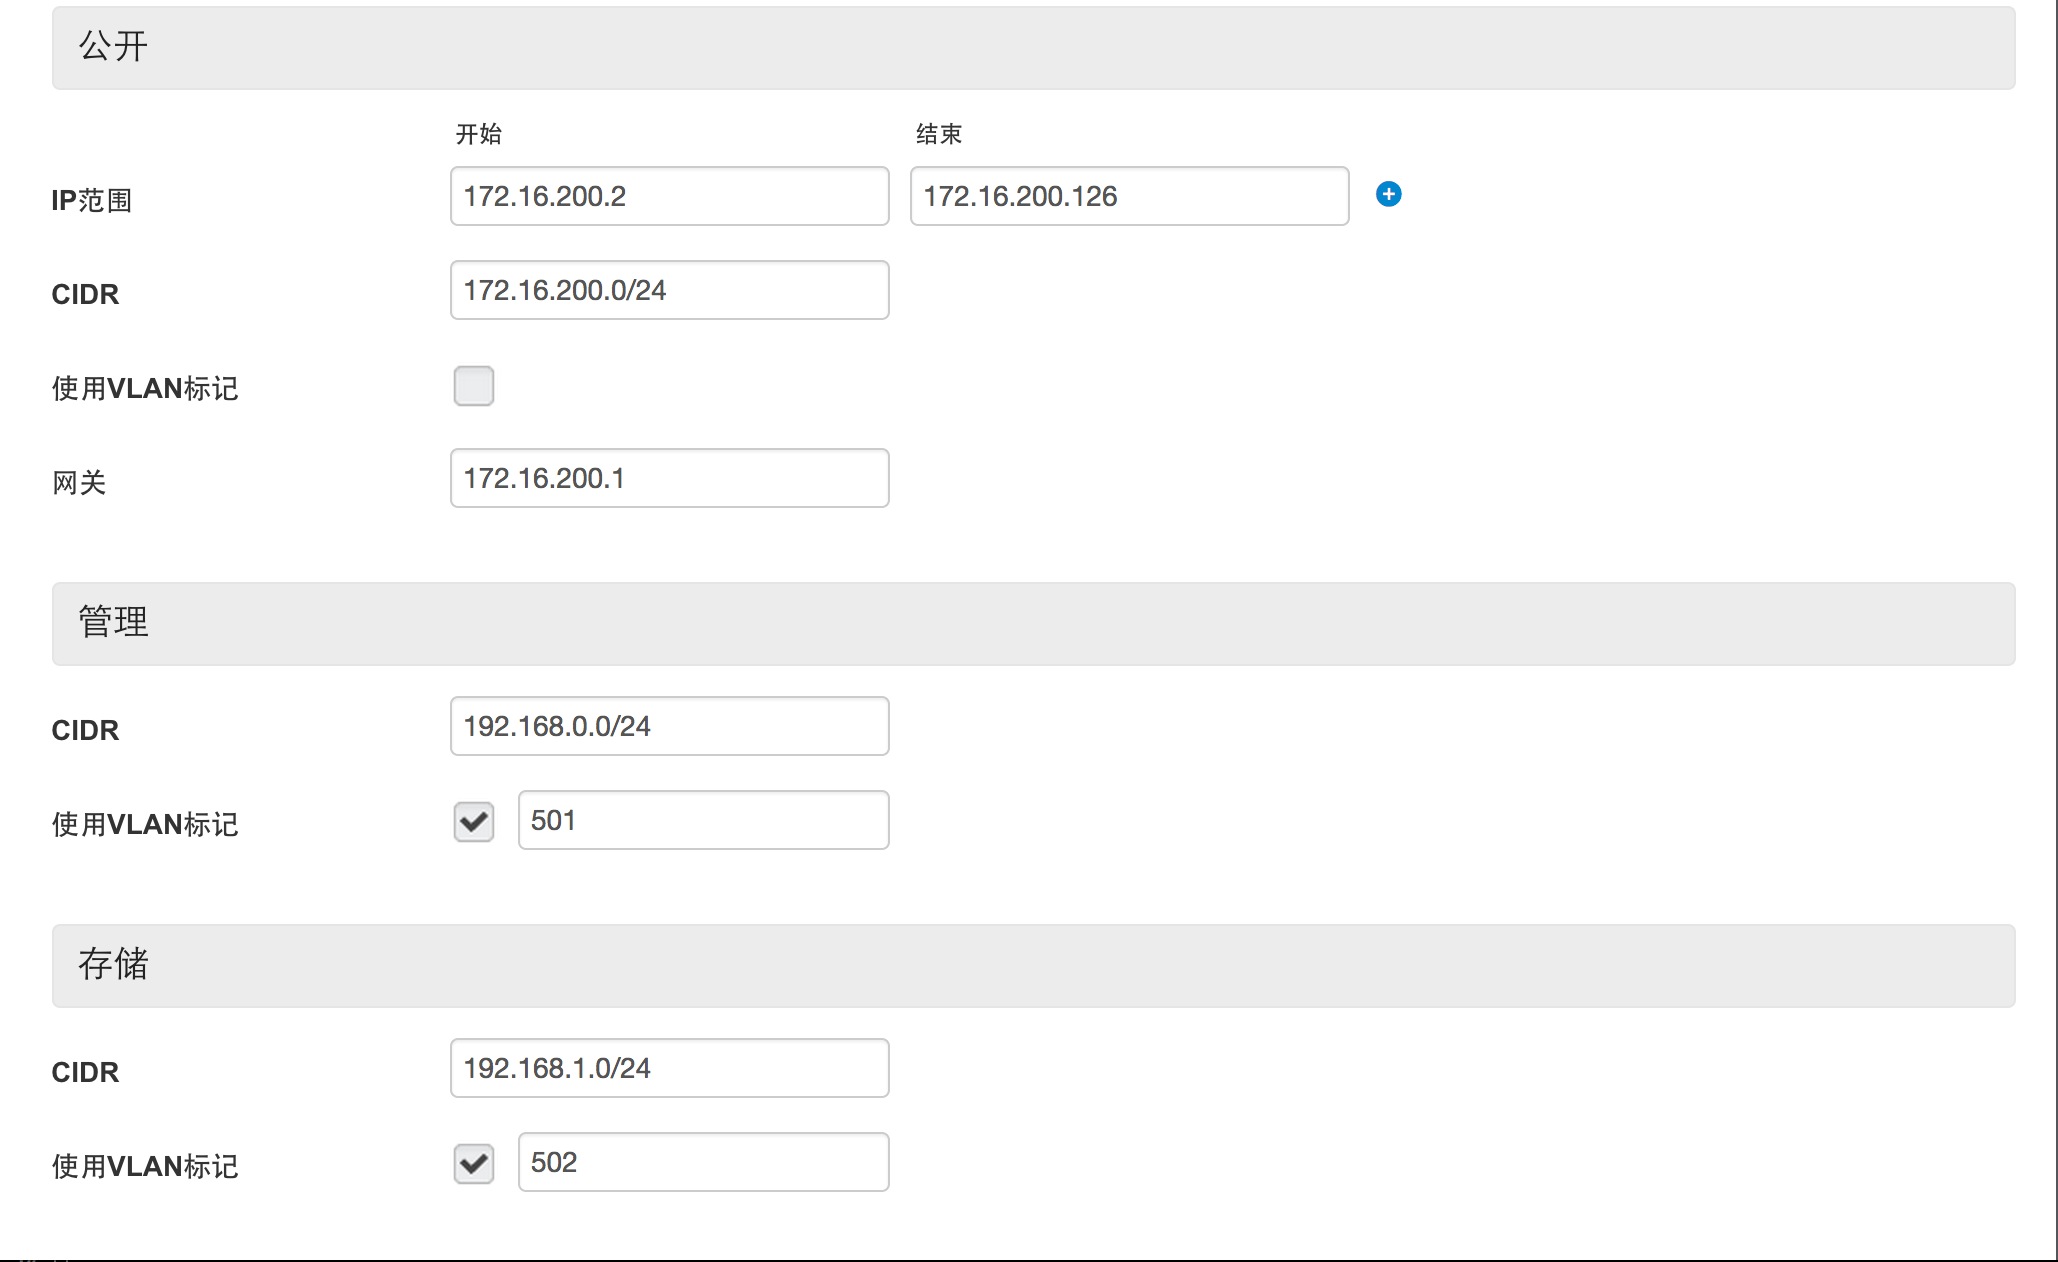 公开
开始 结束
IP范围 172.16.200.2 172.16.200.126
CIDR 172.16.200.0/24
使用VLAN标记
网关 172.16.200.1
管理
CIDR 192.168.0.0/24
使用VLAN标记 501
存储
CIDR 192.168.1.0/24
使用VLAN标记 502